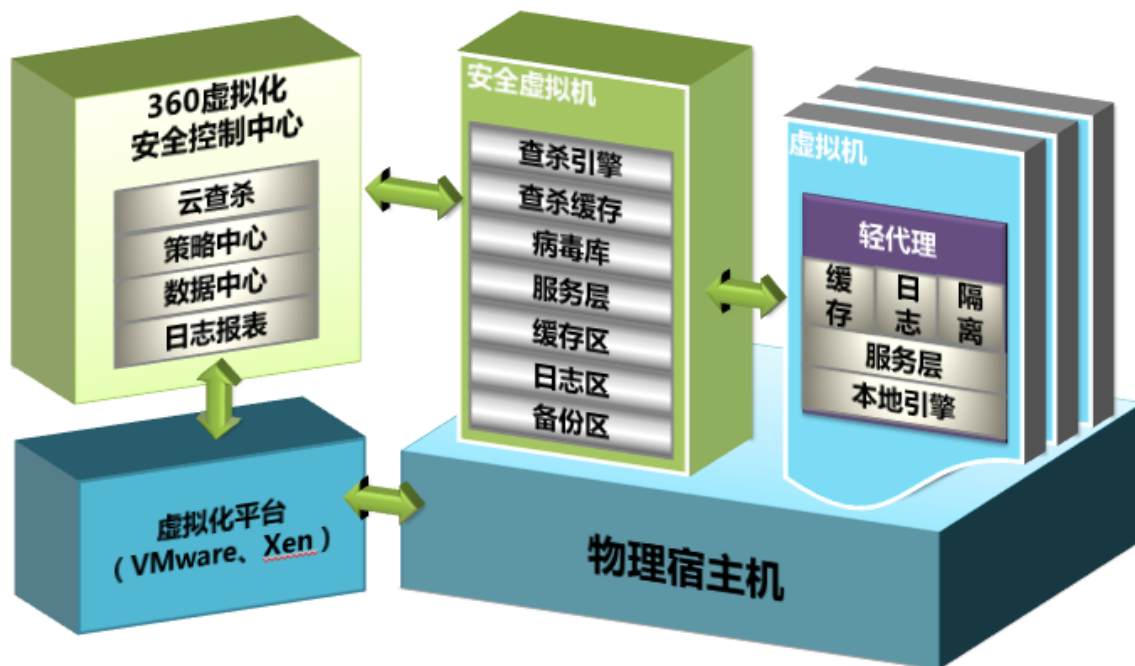 360虚拟化
安全控制中心
云查杀
策略中心
数据中心
日志报表
虚拟化平台
（VMware、Xen）
安全虚拟机
查杀引擎
查杀缓存
病毒库
服务层
缓存区
日志区
备份区
虚拟机
轻代理
缓存
日志
隔离
服务层
本地引擎
物理宿主机